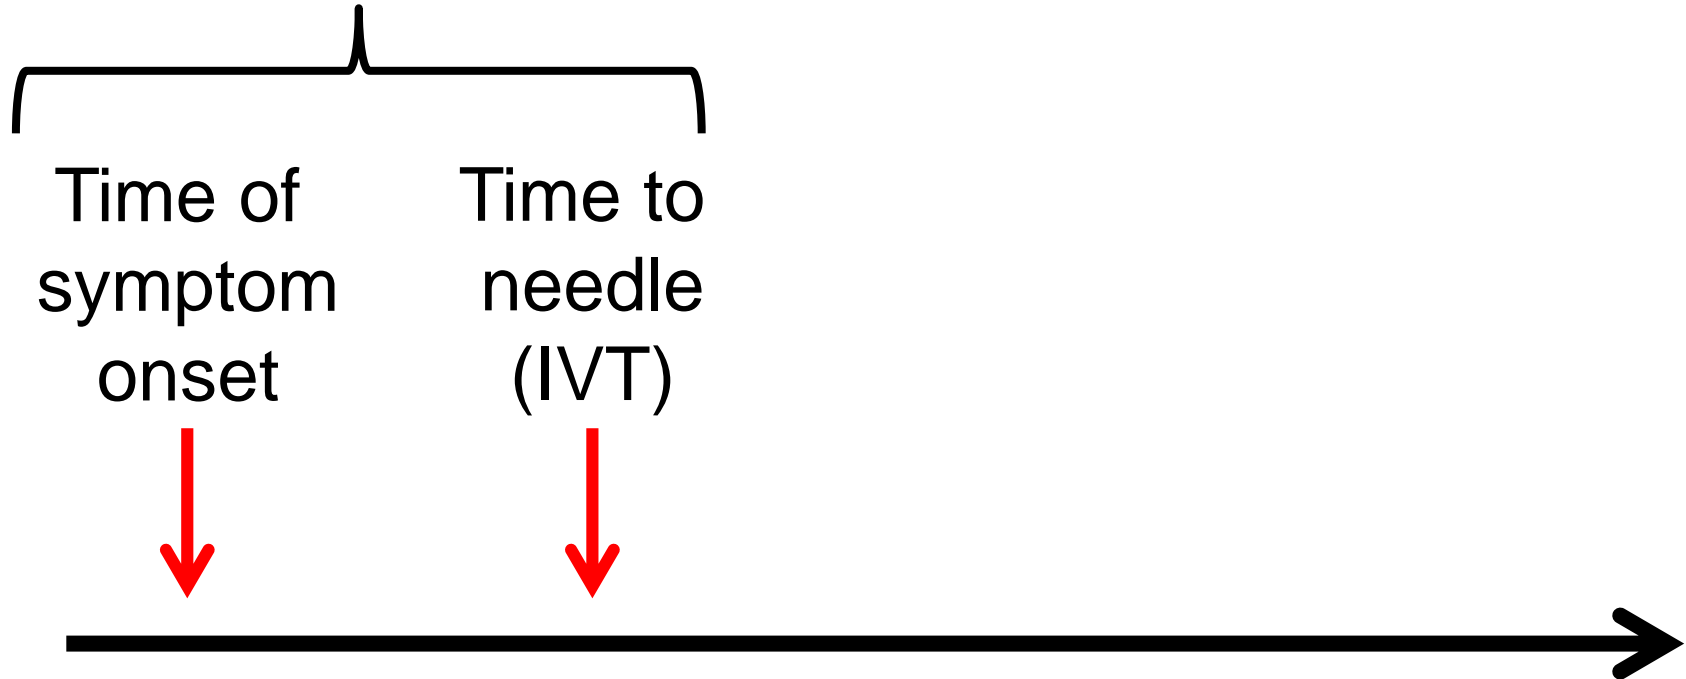 Time of
symptom
onset
Time to
needle
(IVT)